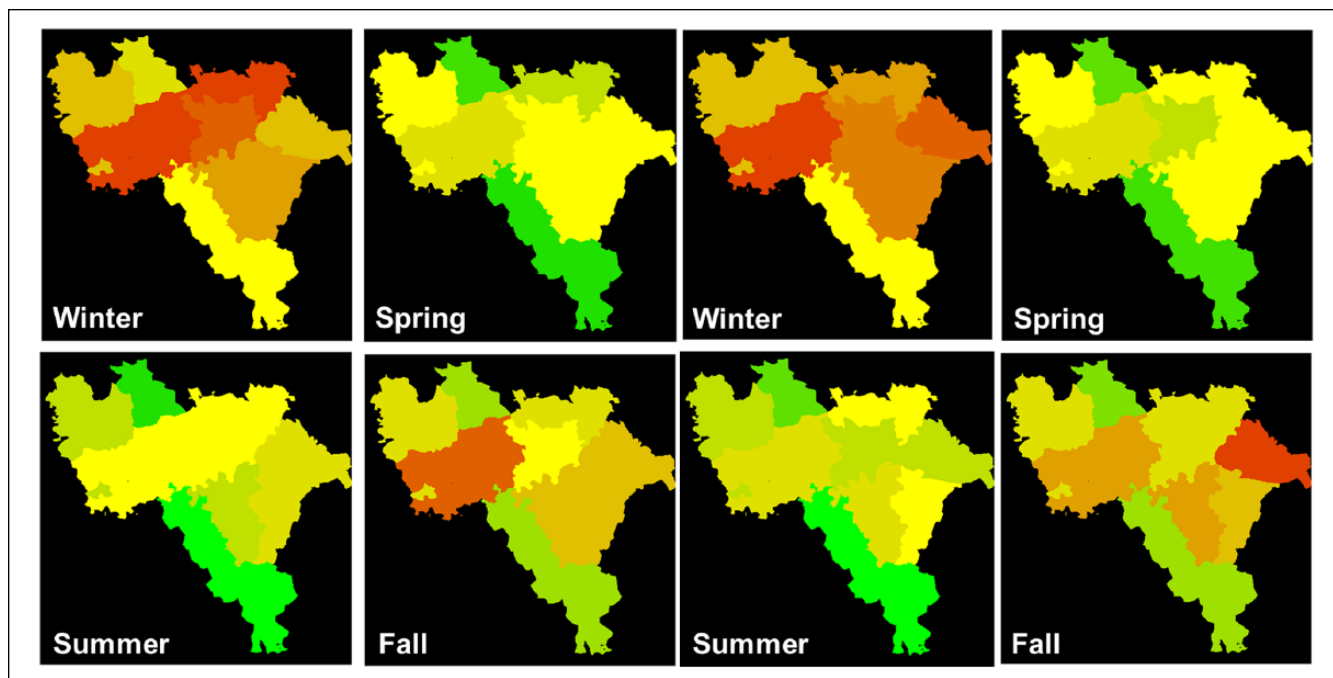 Winter
Spring
Winter
Spring
Summer
Fall
Summer
Fall